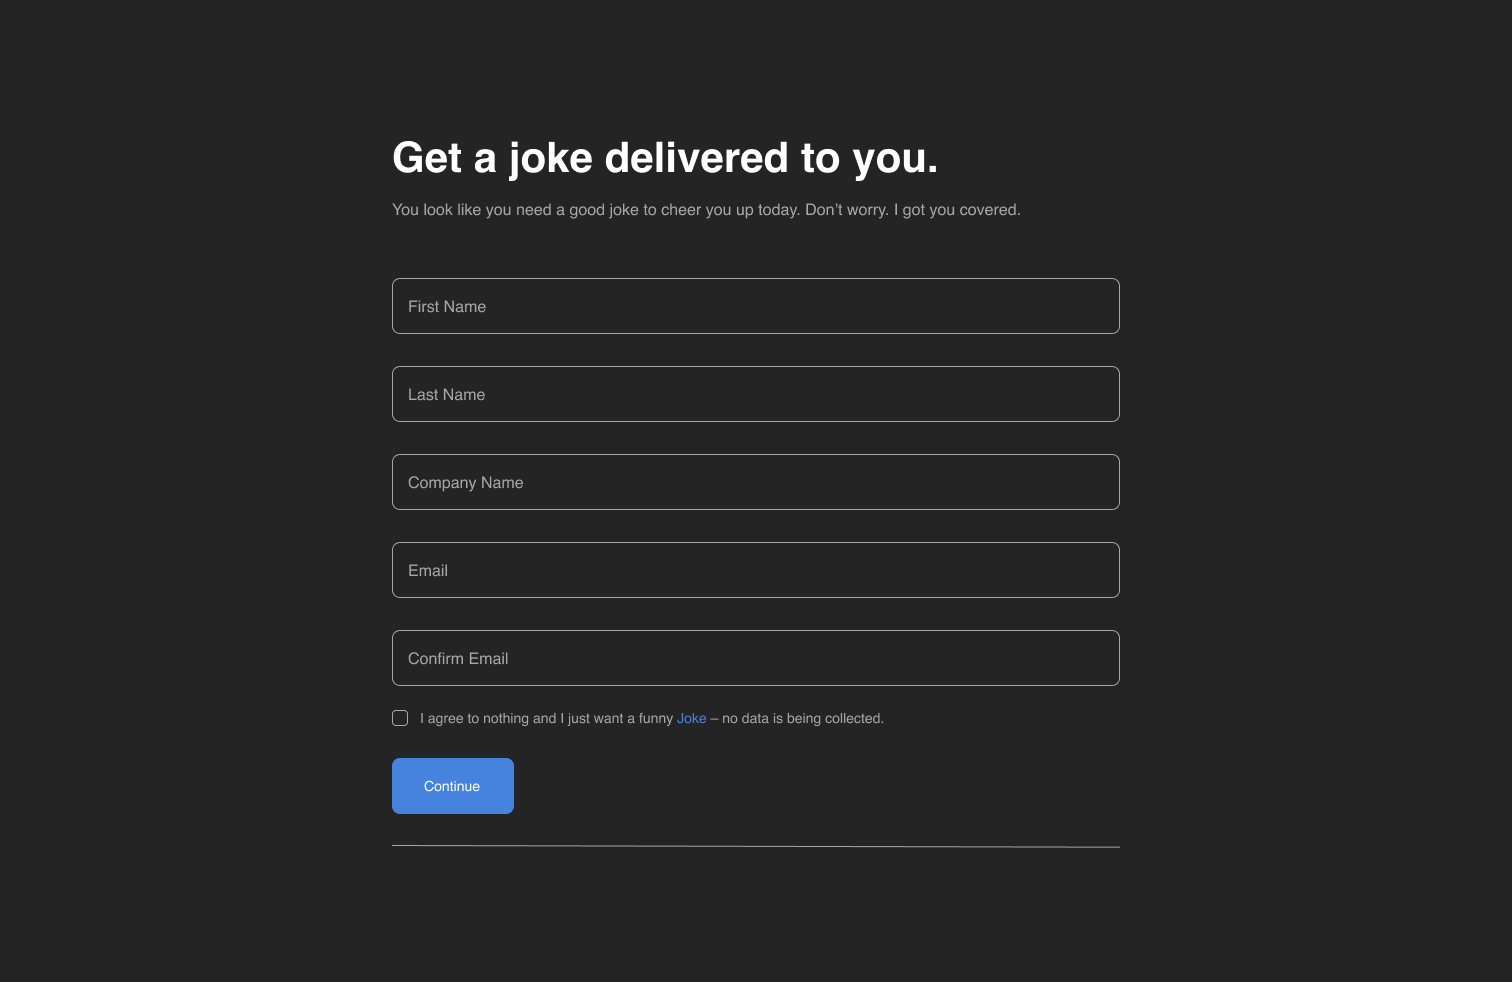 Get a joke delivered to you.
You look like you need a good joke to cheer you up today. Don’t worry. I got you covered.
First Name
Last Name
Company Name
Email
Confirm Email
I agree to nothing and I just want a funny Joke – no data is being collected.
Continue